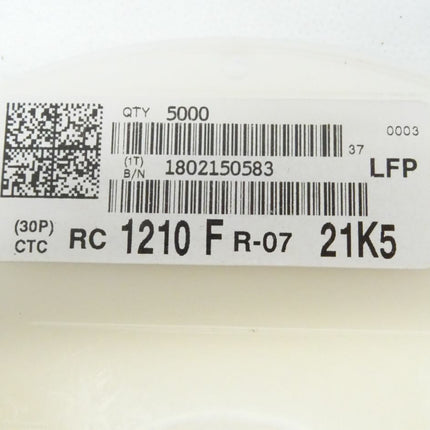 QTY 5000
0003
37
(1T)
B/N 1802150583 LFP
(30P)
CTC RC 1210 F R-07 21K5